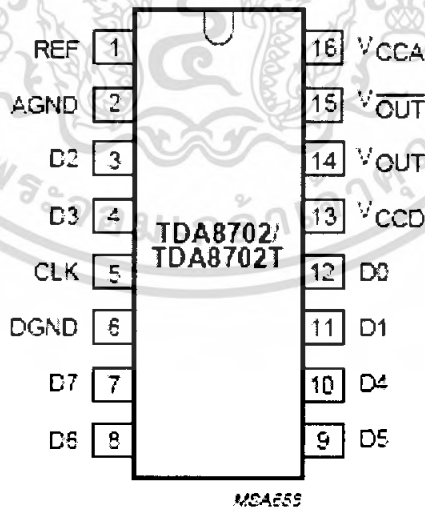 REF 1 16 VCCA
AGND 2 15 V̅O̅U̅T̅
D2 3 14 VOUT
D3 4 13 VCCD
TDA8702/
TDA8702T
CLK 5 12 D0
DGND 6 11 D1
D7 7 10 D4
D6 8 9 D5
MSA659